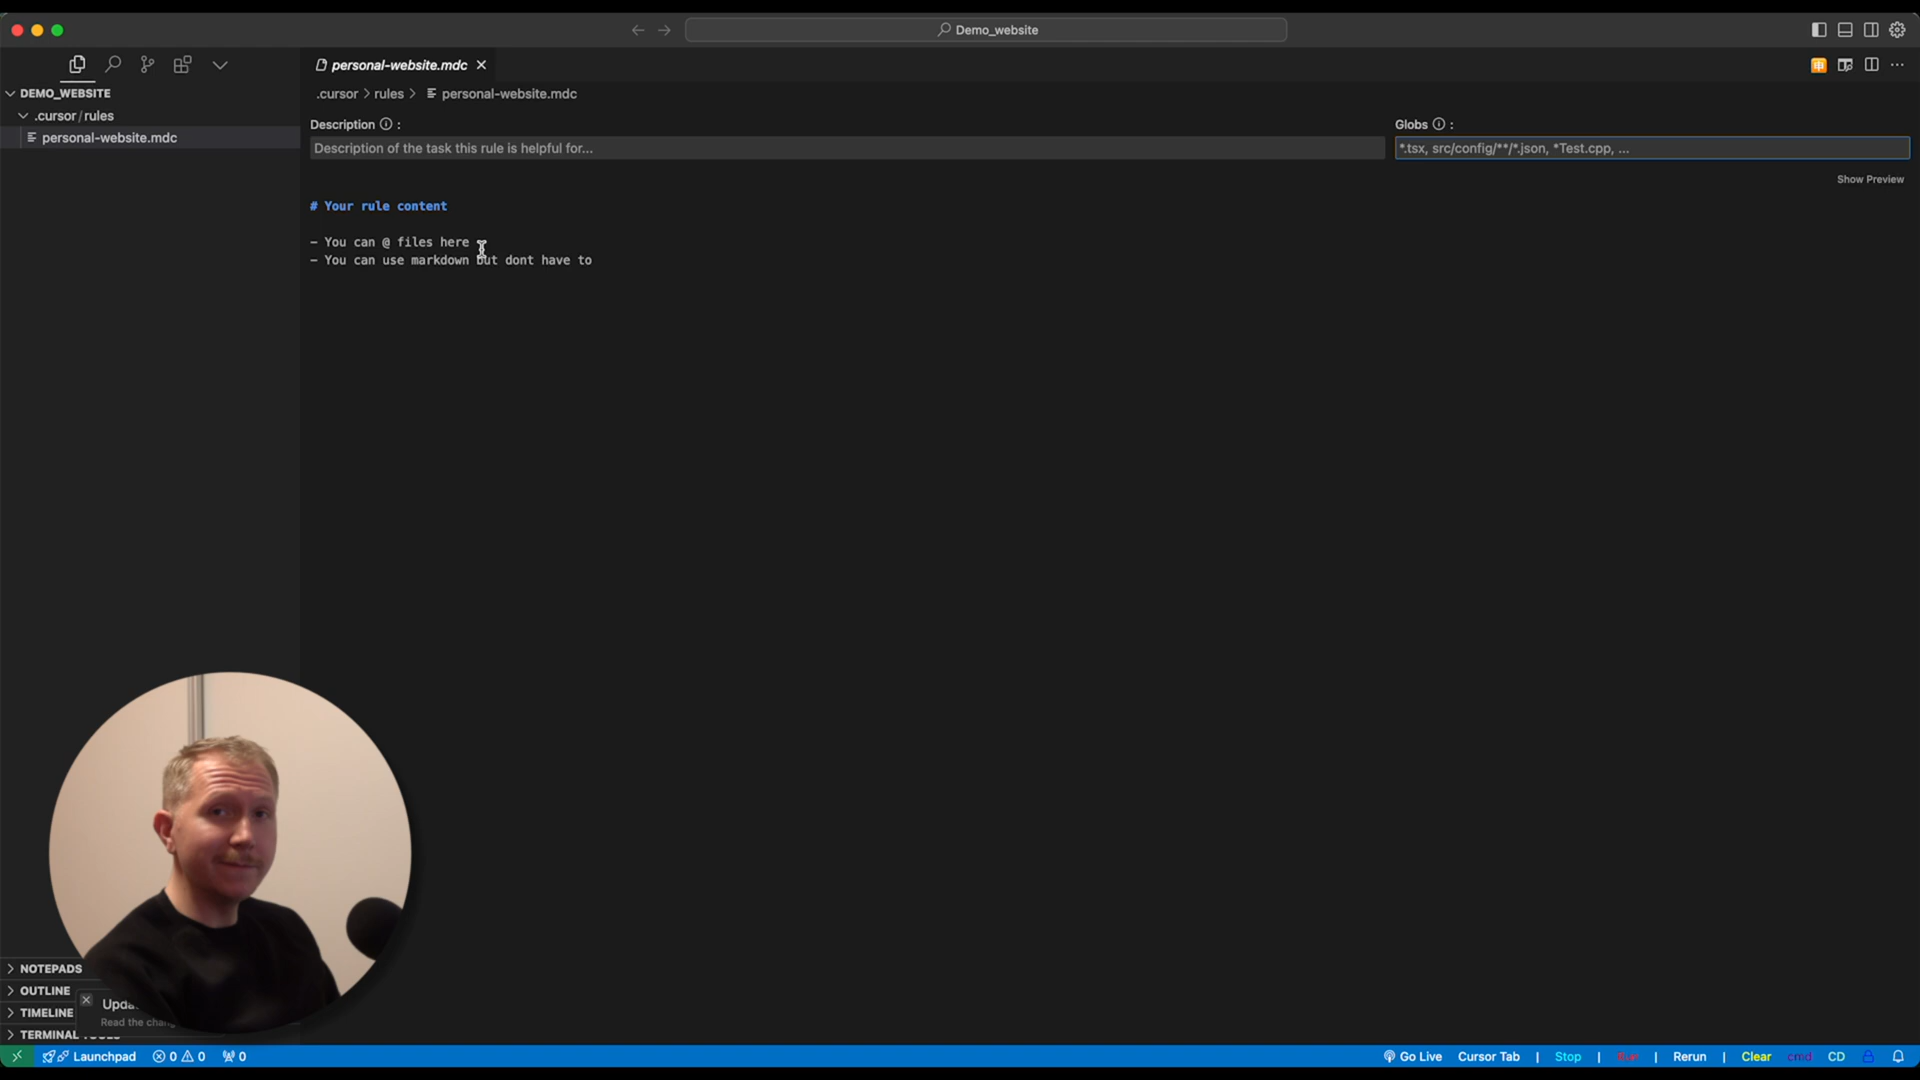 Demo_website
DEMO_WEBSITE
.cursor/rules
personal-website.mdc
personal-website.mdc
.cursor > rules > personal-website.mdc
Description :
Description of the task this rule is helpful for...
Globs :
*.tsx, src/config/**/*.json, *Test.cpp, ...
Show Preview
# Your rule content
- You can @ files here
- You can use markdown but dont have to
NOTEPADS
OUTLINE
TIMELINE
TERMINAL
Read the
Launchpad
0
0
0
Go Live
Cursor Tab
|
Stop
|
|
Rerun
|
Clear
cmd
CD